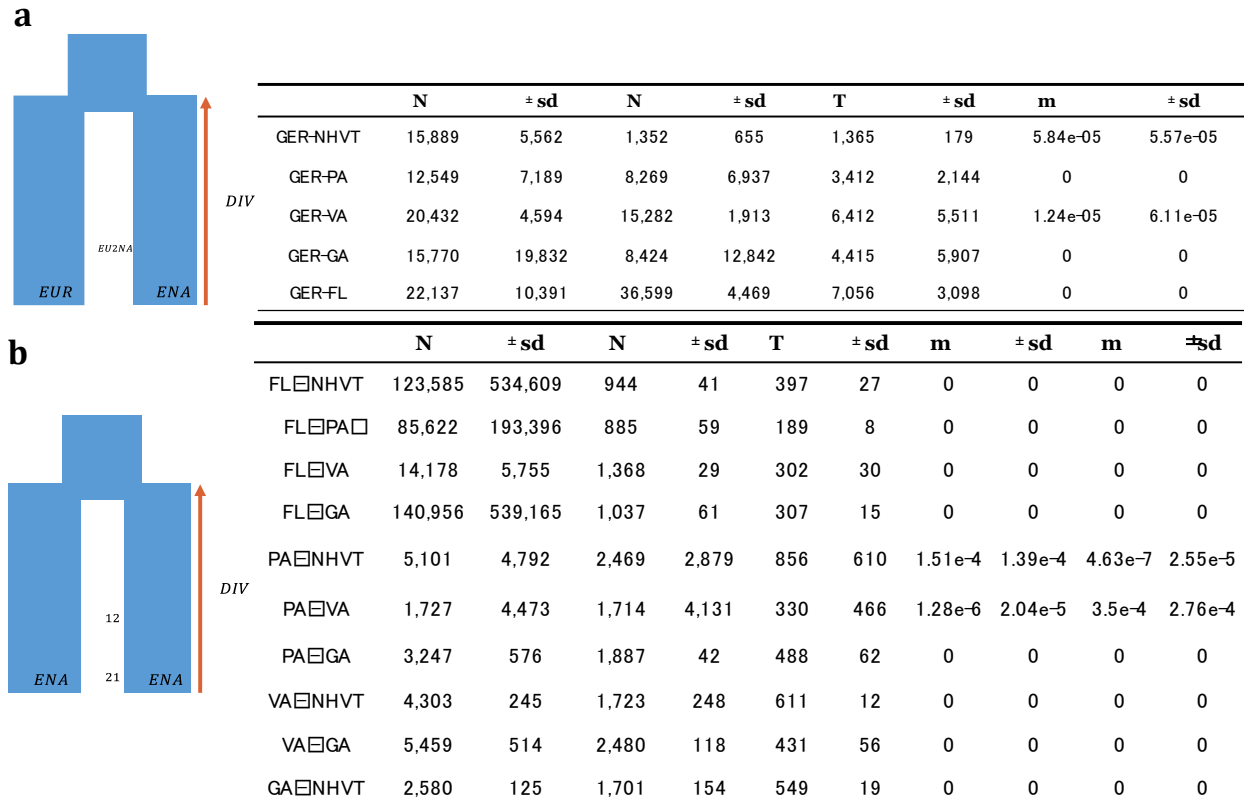 a
N ± sd N ± sd T ± sd m ± sd
GER-NHVT 15,889 5,562 1,352 655 1,365 179 5.84e-05 5.57e-05
GER-PA 12,549 7,189 8,269 6,937 3,412 2,144 0 0
GER-VA 20,432 4,594 15,282 1,913 6,412 5,511 1.24e-05 6.11e-05
GER-GA 15,770 19,832 8,424 12,842 4,415 5,907 0 0
GER-FL 22,137 10,391 36,599 4,469 7,056 3,098 0 0
DIV
EU2NA
EUR ENA
b
N ± sd N ± sd T ± sd m ± sd m ± sd
FL⊟NHVT 123,585 534,609 944 41 397 27 0 0 0 0
FL⊟PA□ 85,622 193,396 885 59 189 8 0 0 0 0
FL⊟VA 14,178 5,755 1,368 29 302 30 0 0 0 0
FL⊟GA 140,956 539,165 1,037 61 307 15 0 0 0 0
PA⊟NHVT 5,101 4,792 2,469 2,879 856 610 1.51e-4 1.39e-4 4.63e-7 2.55e-5
PA⊟VA 1,727 4,473 1,714 4,131 330 466 1.28e-6 2.04e-5 3.5e-4 2.76e-4
PA⊟GA 3,247 576 1,887 42 488 62 0 0 0 0
VA⊟NHVT 4,303 245 1,723 248 611 12 0 0 0 0
VA⊟GA 5,459 514 2,480 118 431 56 0 0 0 0
GA⊟NHVT 2,580 125 1,701 154 549 19 0 0 0 0
DIV
12
21
ENA ENA